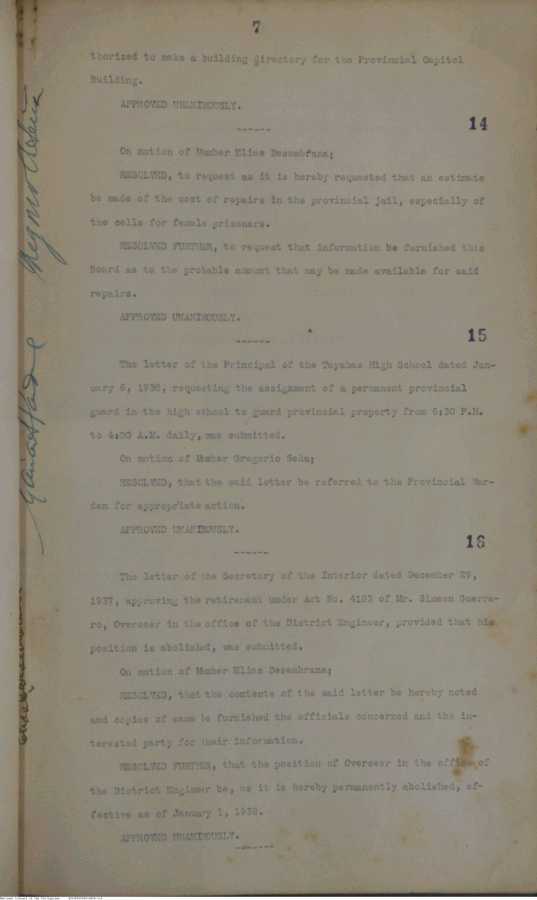 7
thorized to make a building directory for the Provincial Capitol
Building.
APPROVED UNANIMOUSLY.
------
14
On motion of Member Elias Desembrana;
RESOLVED, to request as it is hereby requested that an estimate
be made of the cost of repairs in the provincial jail, especially of
the cells for female prisoners.
RESOLVED FURTHER, to request that information be furnished this
Board as to the probable amount that may be made available for said
repairs.
APPROVED UNANIMOUSLY.
------
15
The letter of the Principal of the Tayabas High School dated Jan-
uary 6, 1938, requesting the assignment of a permanent provincial
guard in the high school to guard provincial property from 6:30 P.M.
to 4:00 A.M. daily, was submitted.
On motion of Member Gregorio
RESOLVED, that the said letter be referred to the Provincial War-
den for appropriate action.
APPROVED UNANIMOUSLY.
------
16
The letter of the Secretary of the Interior dated December 29,
1937, approving the retirement under Act No. 4183 of Mr. Simeon Guerre-
ro, Overseer in the office of the District Engineer, provided that his
position is abolished, was submitted.
On motion of Member Elias Desembrana;
RESOLVED, that the contents of the said letter be hereby noted
and copies of same be furnished the officials concerned and the in-
terested party for their information.
RESOLVED FURTHER, that the position of Overseer in the office of
the District Engineer be, as it is hereby permanently abolished, ef-
fective as of January 1, 1938.
APPROVED UNANIMOUSLY.
-------